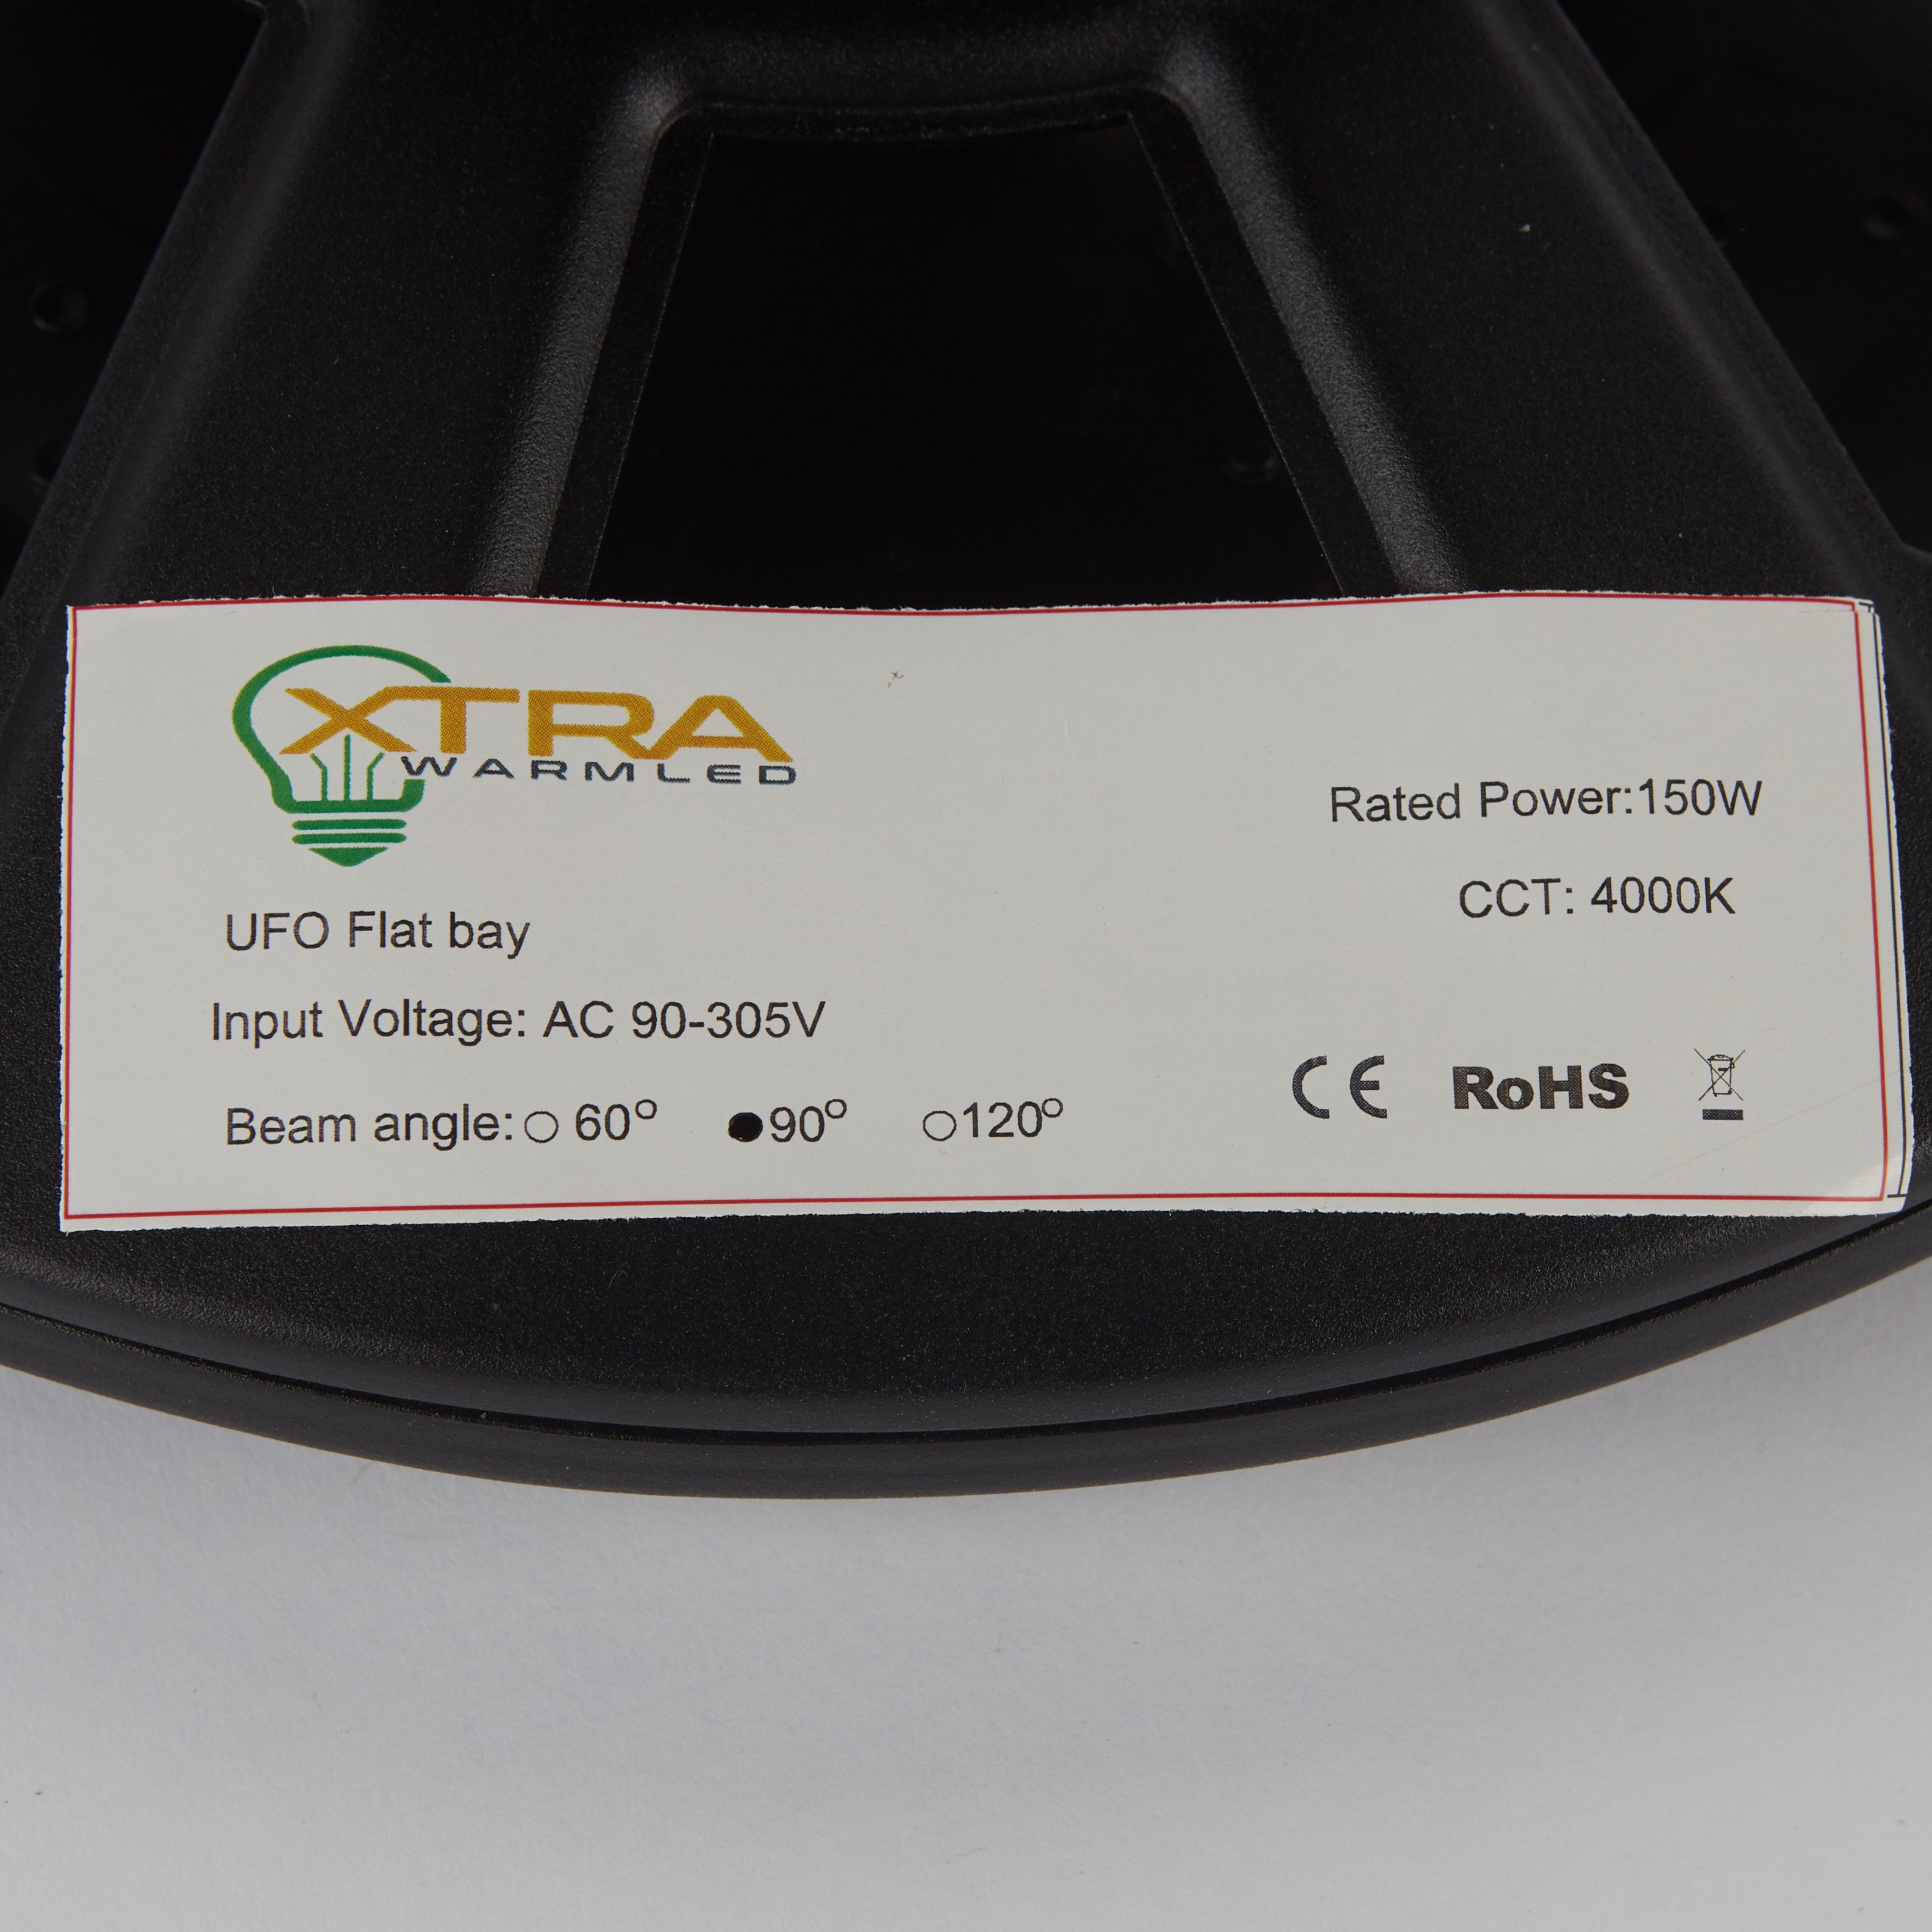 XTRA
WARMLED
UFO Flat bay
Input Voltage: AC 90-305V
Beam angle: ○ 60° ●90° ○120°
Rated Power:150W
CCT: 4000K
CE RoHS